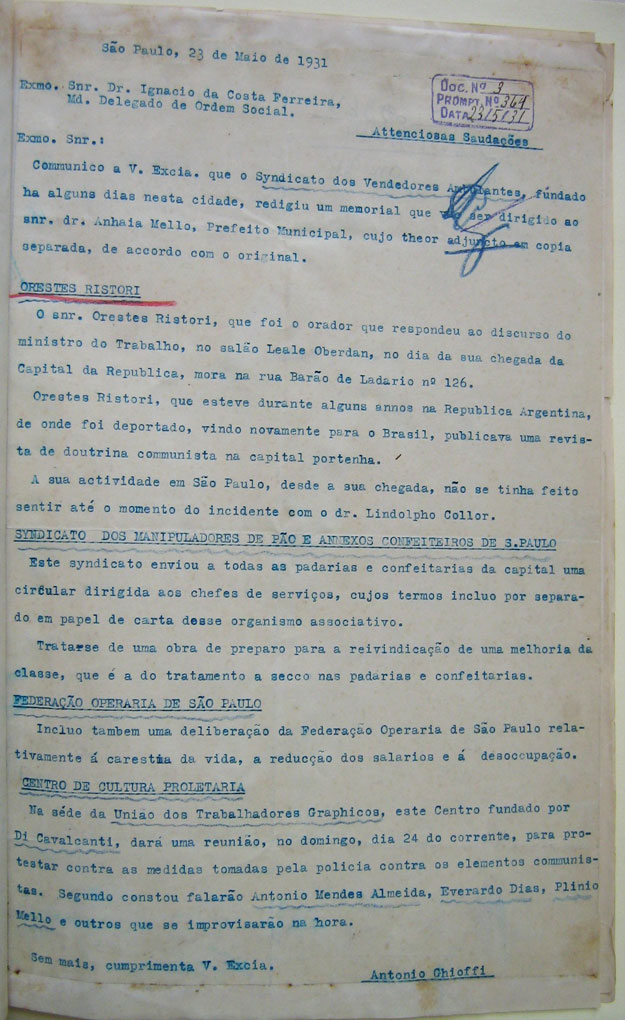 São Paulo, 23 de Maio de 1931
Exmo. Snr. Dr. Ignacio da Costa Ferreira,
Md. Delegado de Ordem Social.
DOC. Nº 3
PROMPT. Nº 364
DATA 23/5/31
Attenciosas Saudações
Exmo. Snr.:
Communico a V. Excia. que o Syndicato dos Vendedores Ambulantes, fúndado
ha alguns dias nesta cidade, redigiu um memorial que vae ser dirigido ao
snr. dr. Anhaia Mello, Prefeito Municipal, cujo theor adjuncto em copia
separada, de accordo com o original.
ORESTES RISTORI
O snr. Orestes Ristori, que foi o orador que respondeu ao discurso do
ministro do Trabalho, no salão Leale Oberdan, no dia da sua chegada da
Capital da Republica, mora na rua Barão de Ladario nº 126.
Orestes Ristori, que esteve durante alguns annos na Republica Argentina,
de onde foi deportado, vindo novamente para o Brasil, publicava uma revis-
ta de doutrina communista na capital portenha.
A sua actividade em São Paulo, desde a sua chegada, não se tinha feito
sentir até o momento do incidente com o dr. Lindolpho Collor.
SYNDICATO DOS MANIPULADORES DE PÃO E ANNEXOS CONFEITEIROS DE S.PAULO
Este syndicato enviou a todas as padarias e confeitarias da capital uma
circular dirigida aos chefes de serviços, cujos termos incluo por separa-
do em papel de carta desse organismo associativo.
Tratarse de uma obra de preparo para a reivindicação de uma melhoria da
classe, que é a do tratamento a secco nas padarias e confeitarias.
FEDERAÇÃO OPERARIA DE SÃO PAULO
Incluo tambem uma deliberação da Federação Operaria de São Paulo rela-
tivamente á carestia da vida, a reducção dos salarios e á desoccupação.
CENTRO DE CULTURA PROLETARIA
Na séde da União dos Trabalhadores Graphicos, este Centro fundado por
Di Cavalcanti, dará uma reunião, no domingo, dia 24 do corrente, para pro-
testar contra as medidas tomadas pela policia contra os elementos communis-
tas. Segundo constou falarão Antonio Mendes Almeida, Everardo Dias, Plinio
Mello e outros que se improvisarão na hora.
Sem mais, cumprimenta V. Excia.
Antonio Ghioffi